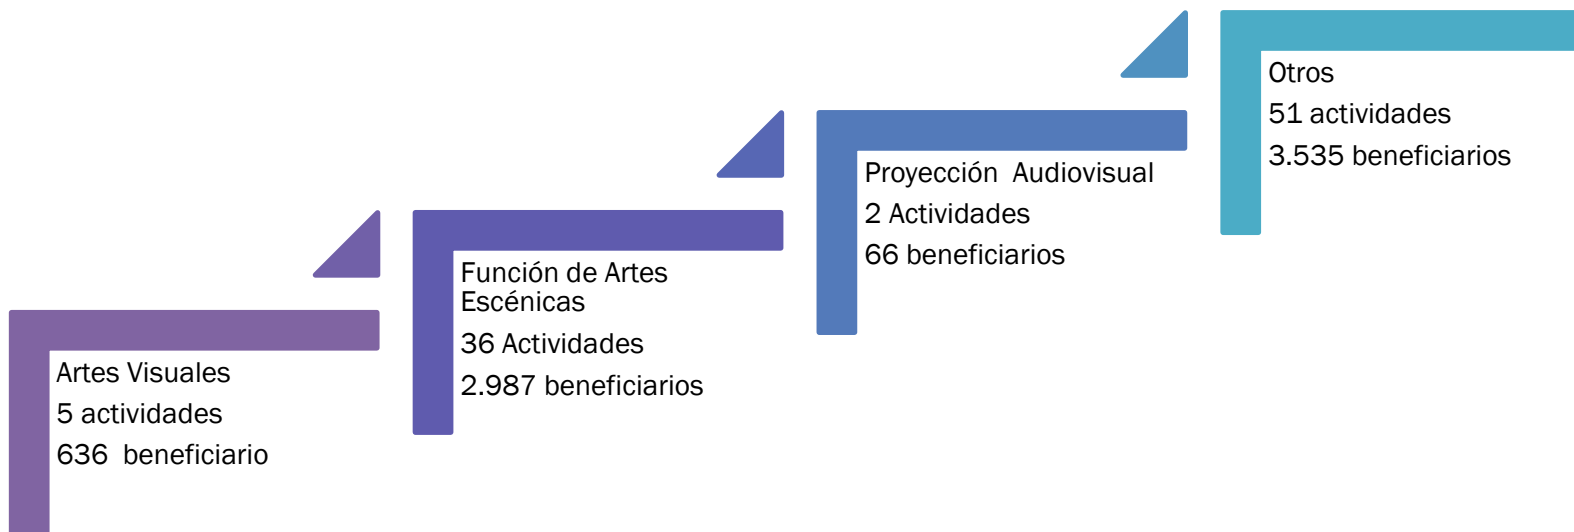 Artes Visuales
5 actividades
636 beneficiario
Función de Artes
Escénicas
36 Actividades
2.987 beneficiarios
Proyección Audiovisual
2 Actividades
66 beneficiarios
Otros
51 actividades
3.535 beneficiarios